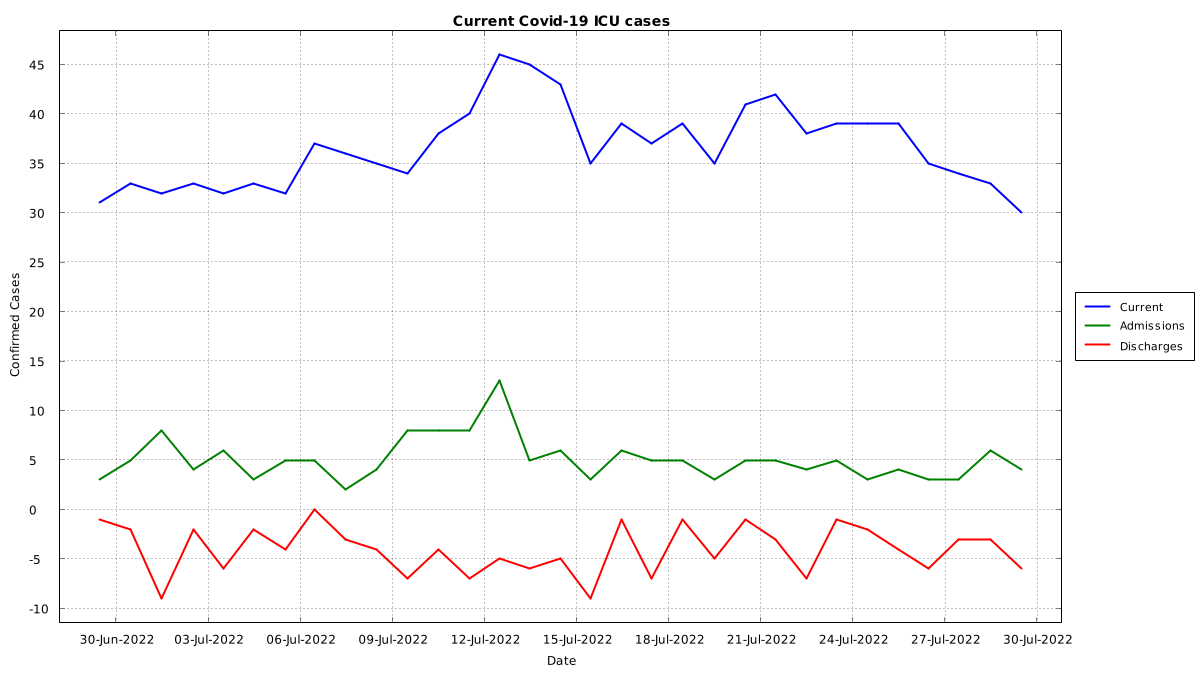 Current Covid-19 ICU cases
Confirmed Cases
45
40
35
30
25
20
15
10
5
0
-5
-10
30-Jun-2022 03-Jul-2022 06-Jul-2022 09-Jul-2022 12-Jul-2022 15-Jul-2022 18-Jul-2022 21-Jul-2022 24-Jul-2022 27-Jul-2022 30-Jul-2022
Date
Current
Admissions
Discharges